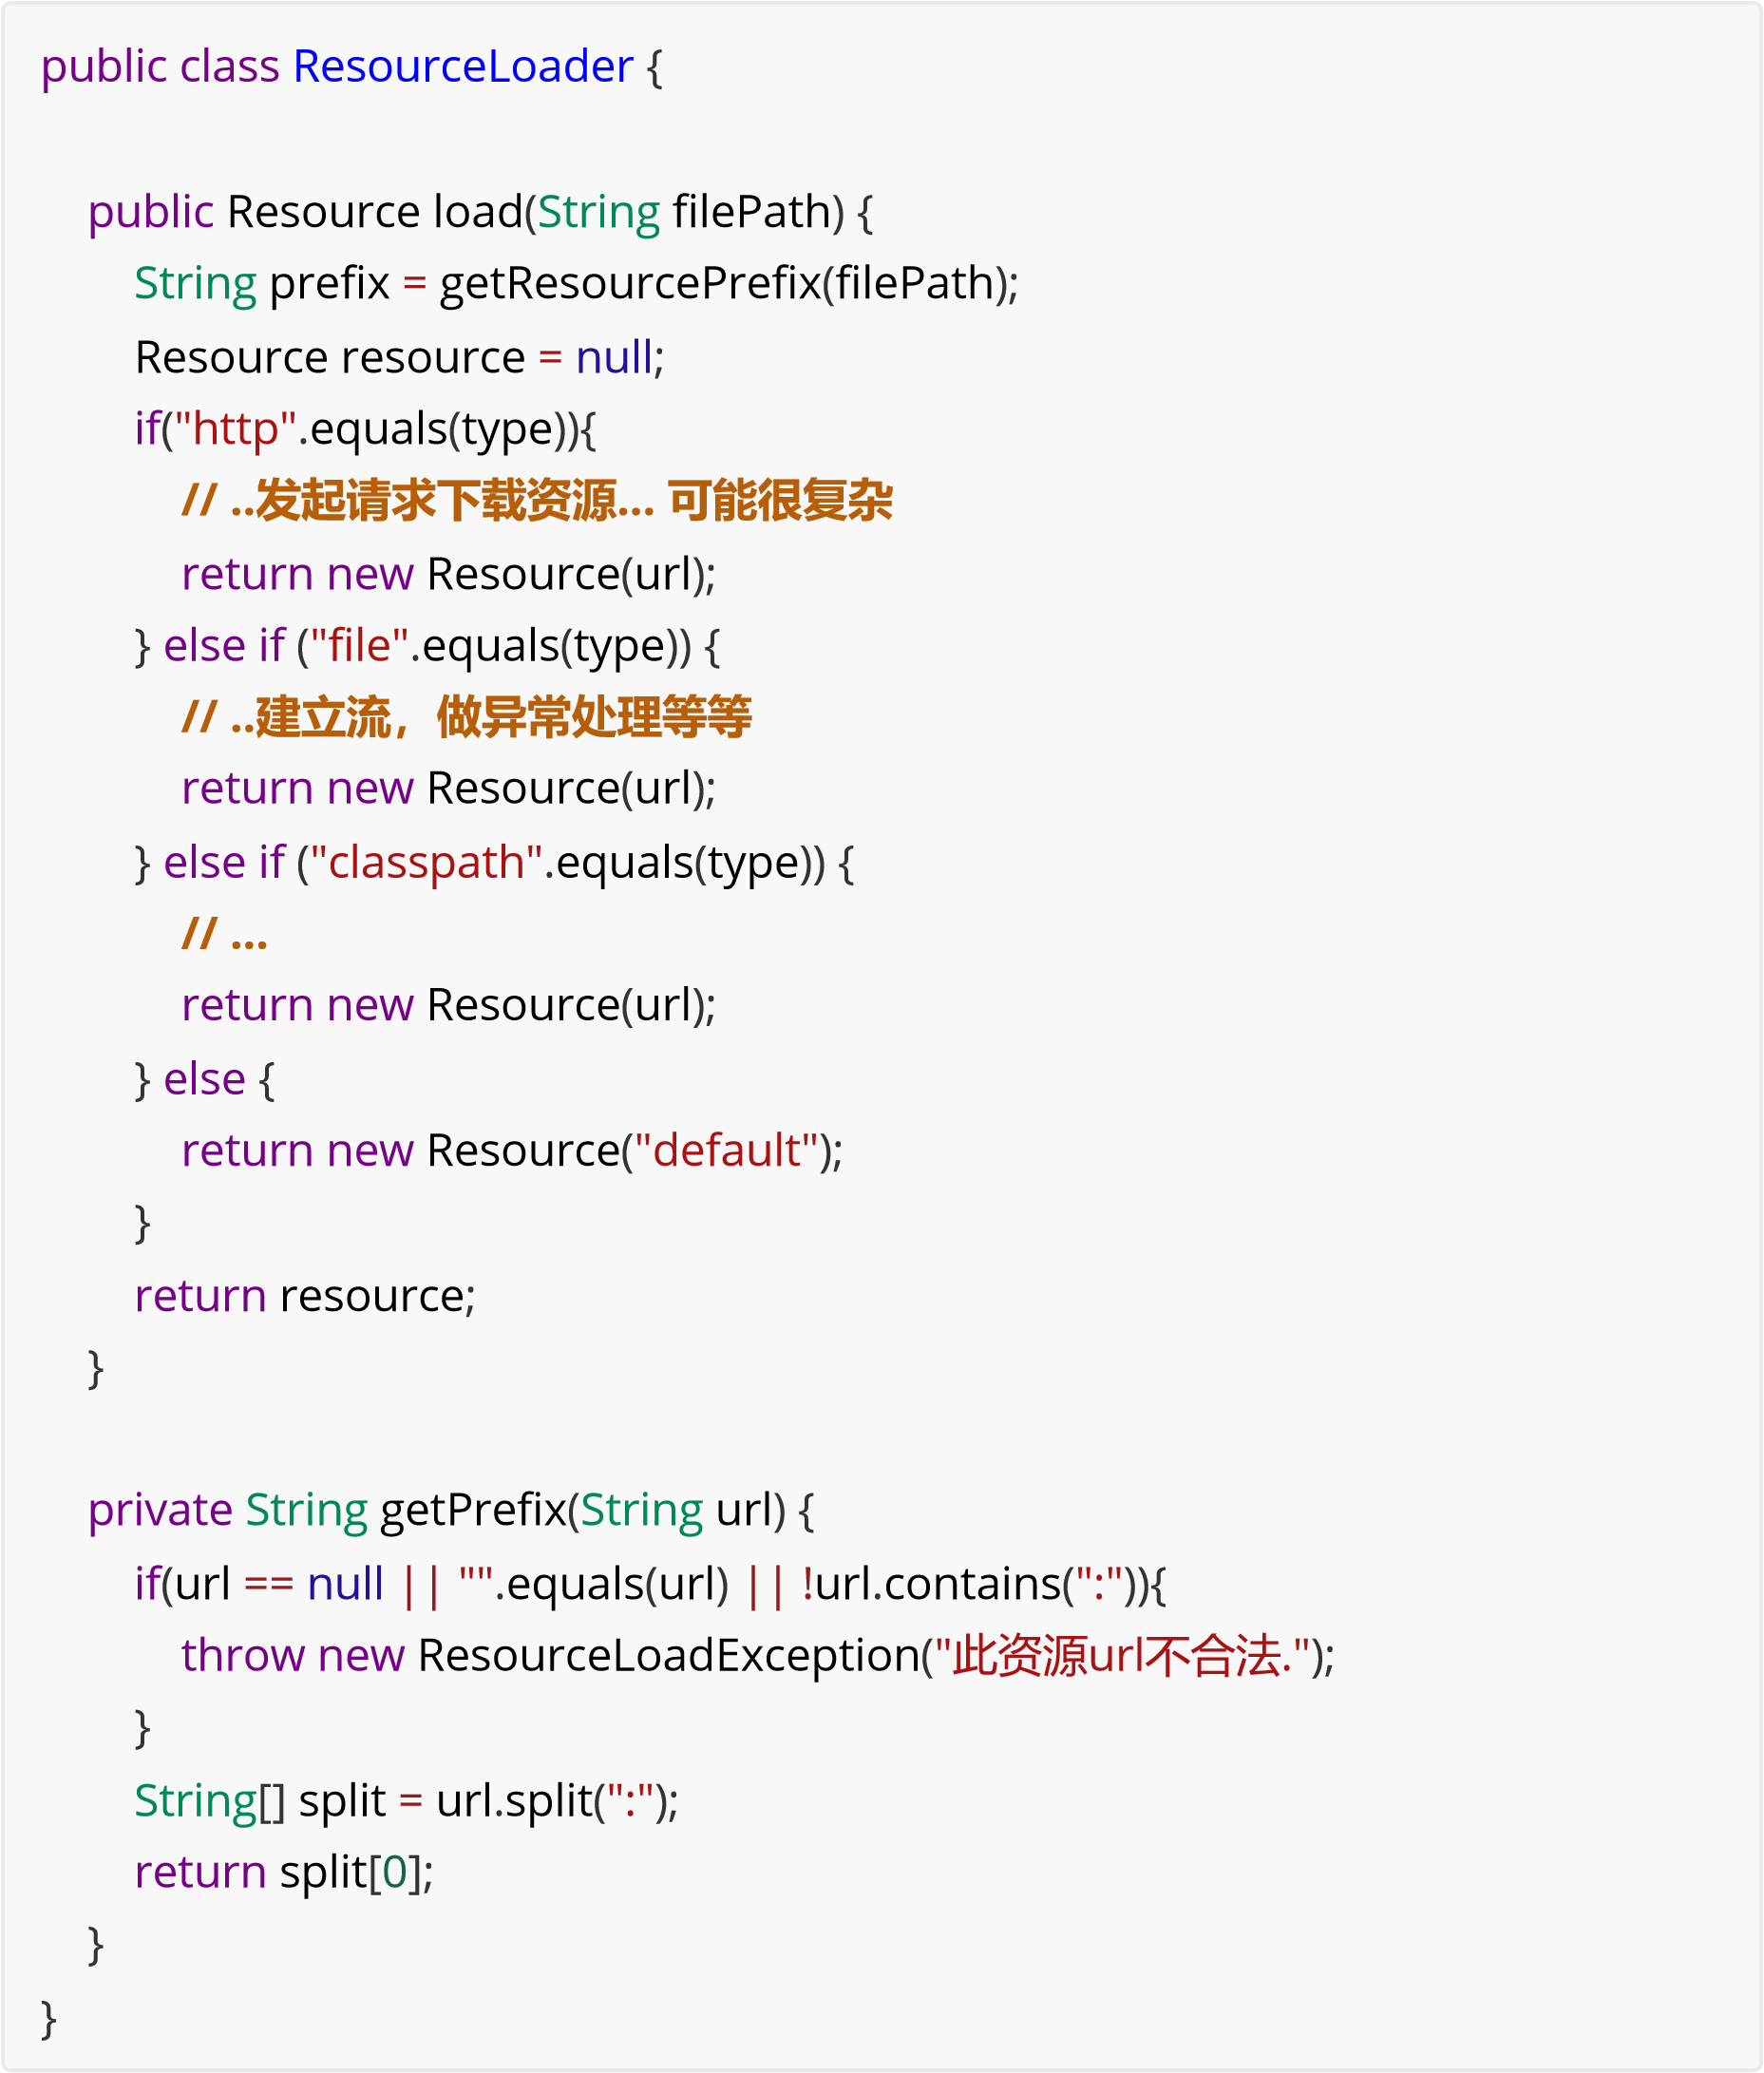 public class ResourceLoader {
public Resource load(String filePath) {
String prefix = getResourcePrefix(filePath);
Resource resource = null;
if("http".equals(type)){
// ..发起请求下载资源... 可能很复杂
return new Resource(url);
} else if ("file".equals(type)) {
// ..建立流，做异常处理等等
return new Resource(url);
} else if ("classpath".equals(type)) {
// ...
return new Resource(url);
} else {
return new Resource("default");
}
return resource;
}
private String getPrefix(String url) {
if(url == null || "".equals(url) || !url.contains(":")){
throw new ResourceLoadException("此资源url不合法.");
}
String[] split = url.split(":");
return split[0];
}
}